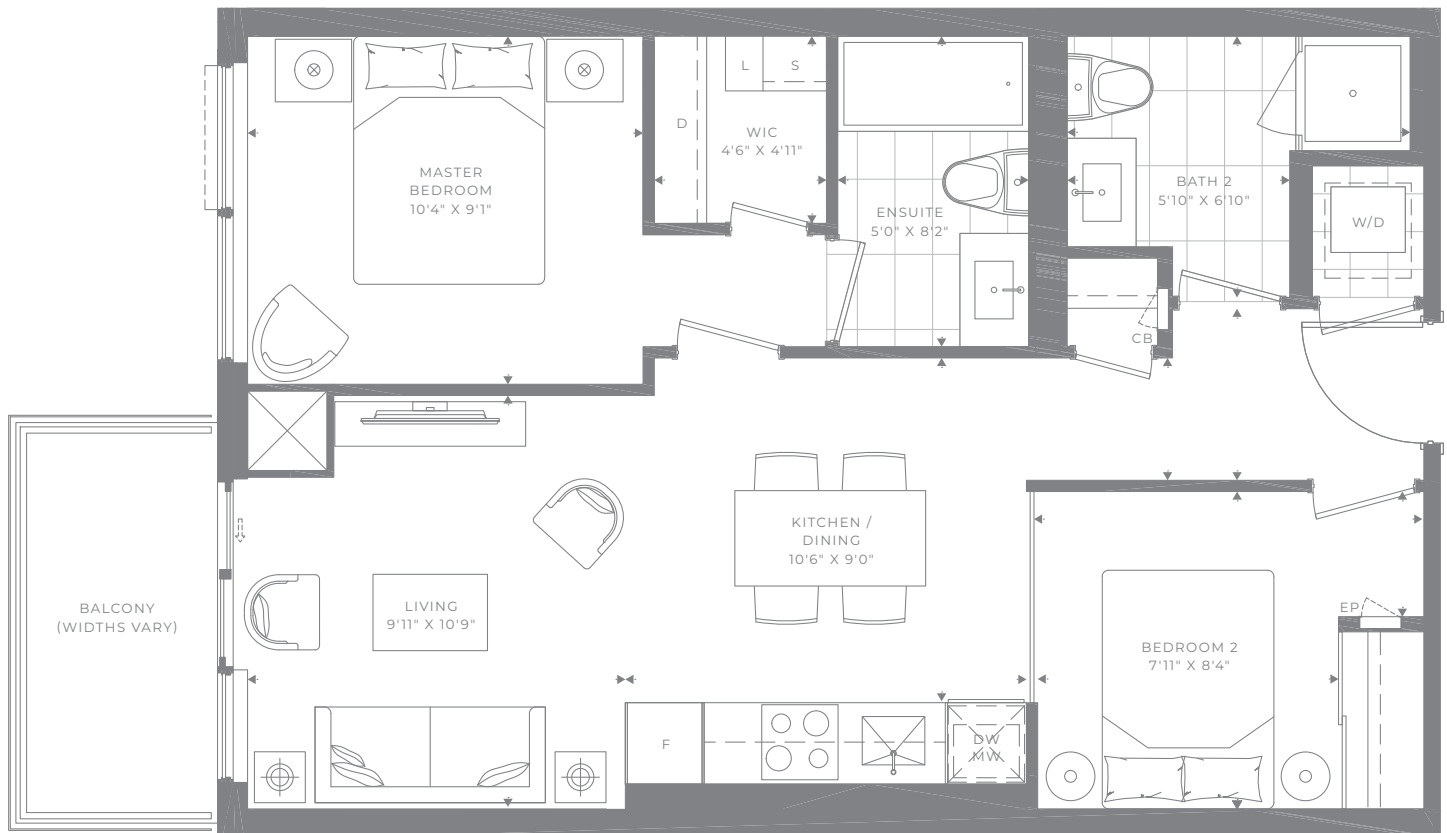 MASTER
BEDROOM
10'4" X 9'1"
D
L
S
WIC
4'6" X 4'11"
ENSUITE
5'0" X 8'2"
BATH 2
5'10" X 6'10"
W/D
CB
KITCHEN /
DINING
10'6" X 9'0"
LIVING
9'11" X 10'9"
BALCONY
(WIDTHS VARY)
EP
BEDROOM 2
7'11" X 8'4"
F
DW
MW